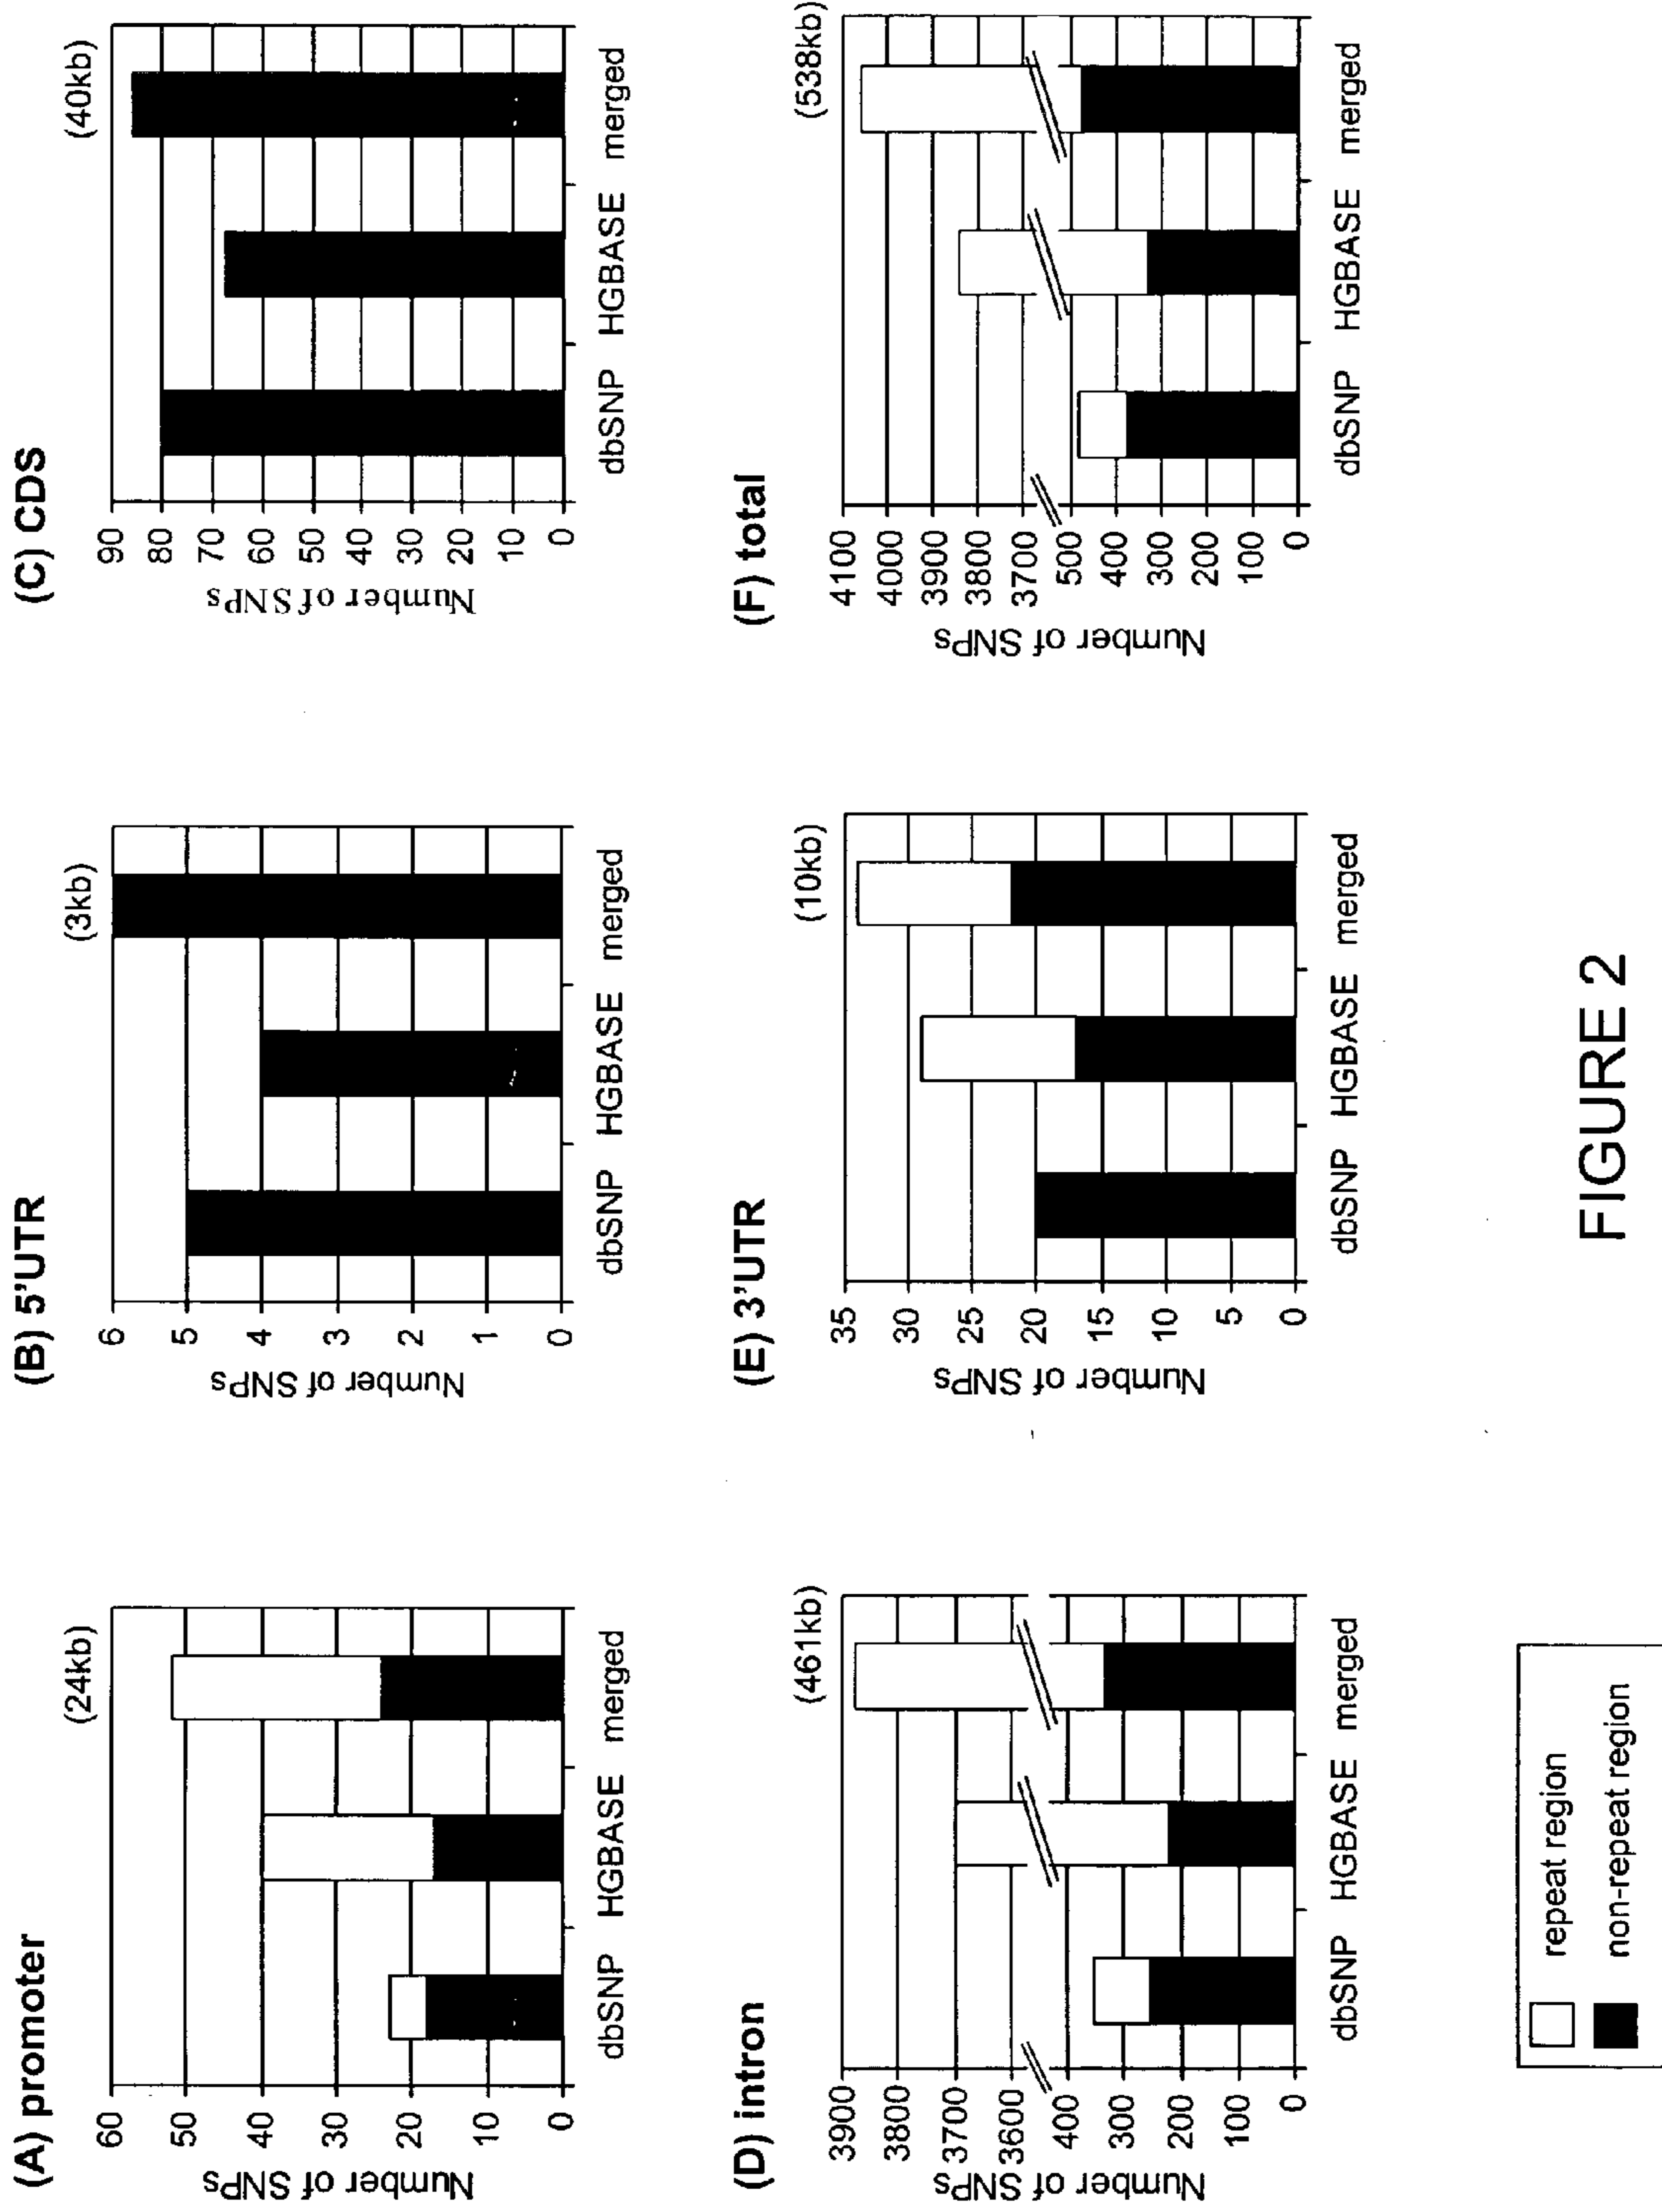 (A) promoter
(24kb)
Number of SNPs
60
50
40
30
20
10
0
dbSNP HGBASE merged
(B) 5'UTR
(3kb)
Number of SNPs
6
5
4
3
2
1
0
dbSNP HGBASE merged
(C) CDS
(40kb)
Number of SNPs
90
80
70
60
50
40
30
20
10
0
dbSNP HGBASE merged
(D) intron
(461kb)
Number of SNPs
3900
3800
3700
3600
400
300
200
100
0
dbSNP HGBASE merged
(E) 3'UTR
(10kb)
Number of SNPs
35
30
25
20
15
10
5
0
dbSNP HGBASE merged
(F) total
(538kb)
Number of SNPs
4100
4000
3900
3800
3700
500
400
300
200
100
0
dbSNP HGBASE merged
repeat region
non-repeat region
FIGURE 2